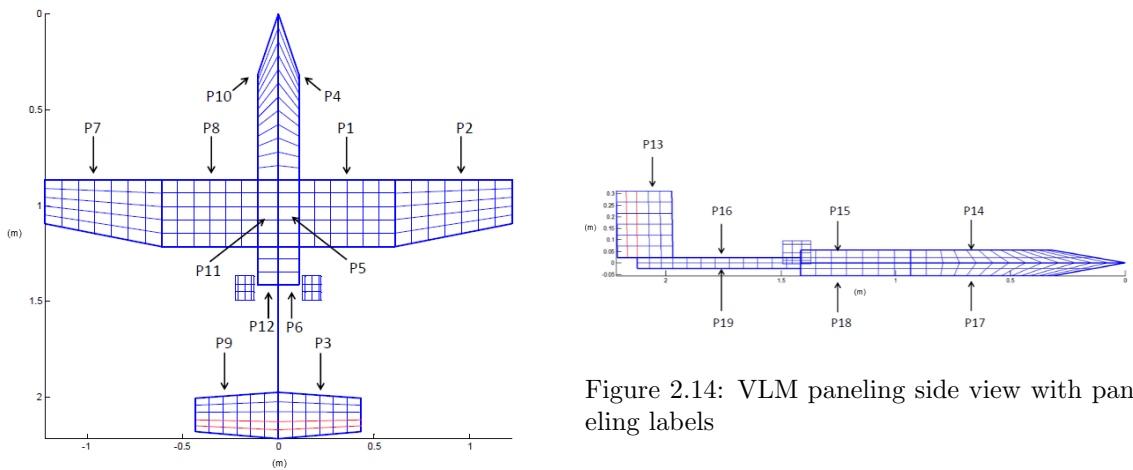 0
P10
P4
0.5
P7
P8
P1
P2
1
(m)
P11
P5
1.5
P12
P6
P9
P3
2
-1
-0.5
0
0.5
1
(m)
P13
0.3
0.25
0.2
0.15
(m)
0.1
0.05
0
-0.05
P16
P15
P14
2
1.5
1
0.5
0
(m)
P19
P18
P17
Figure 2.14: VLM paneling side view with pan
eling labels